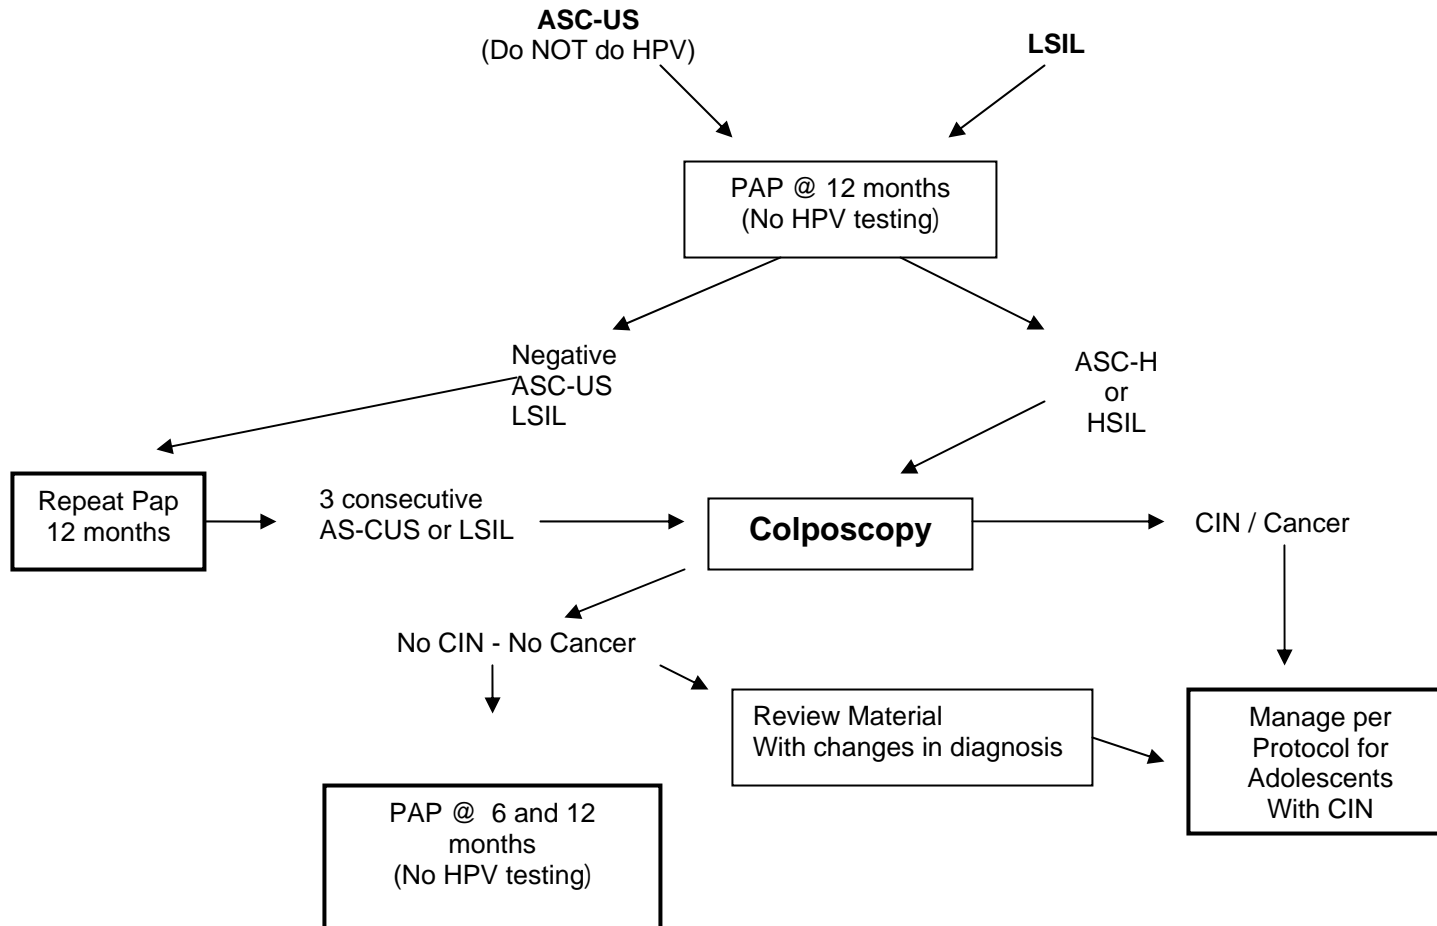 ASC-US
(Do NOT do HPV)
LSIL
PAP @ 12 months
(No HPV testing)
Negative
ASC-US
LSIL
ASC-H
or
HSIL
Repeat Pap
12 months
3 consecutive
AS-CUS or LSIL
Colposcopy
CIN / Cancer
No CIN - No Cancer
Review Material
With changes in diagnosis
Manage per
Protocol for
Adolescents
With CIN
PAP @ 6 and 12
months
(No HPV testing)